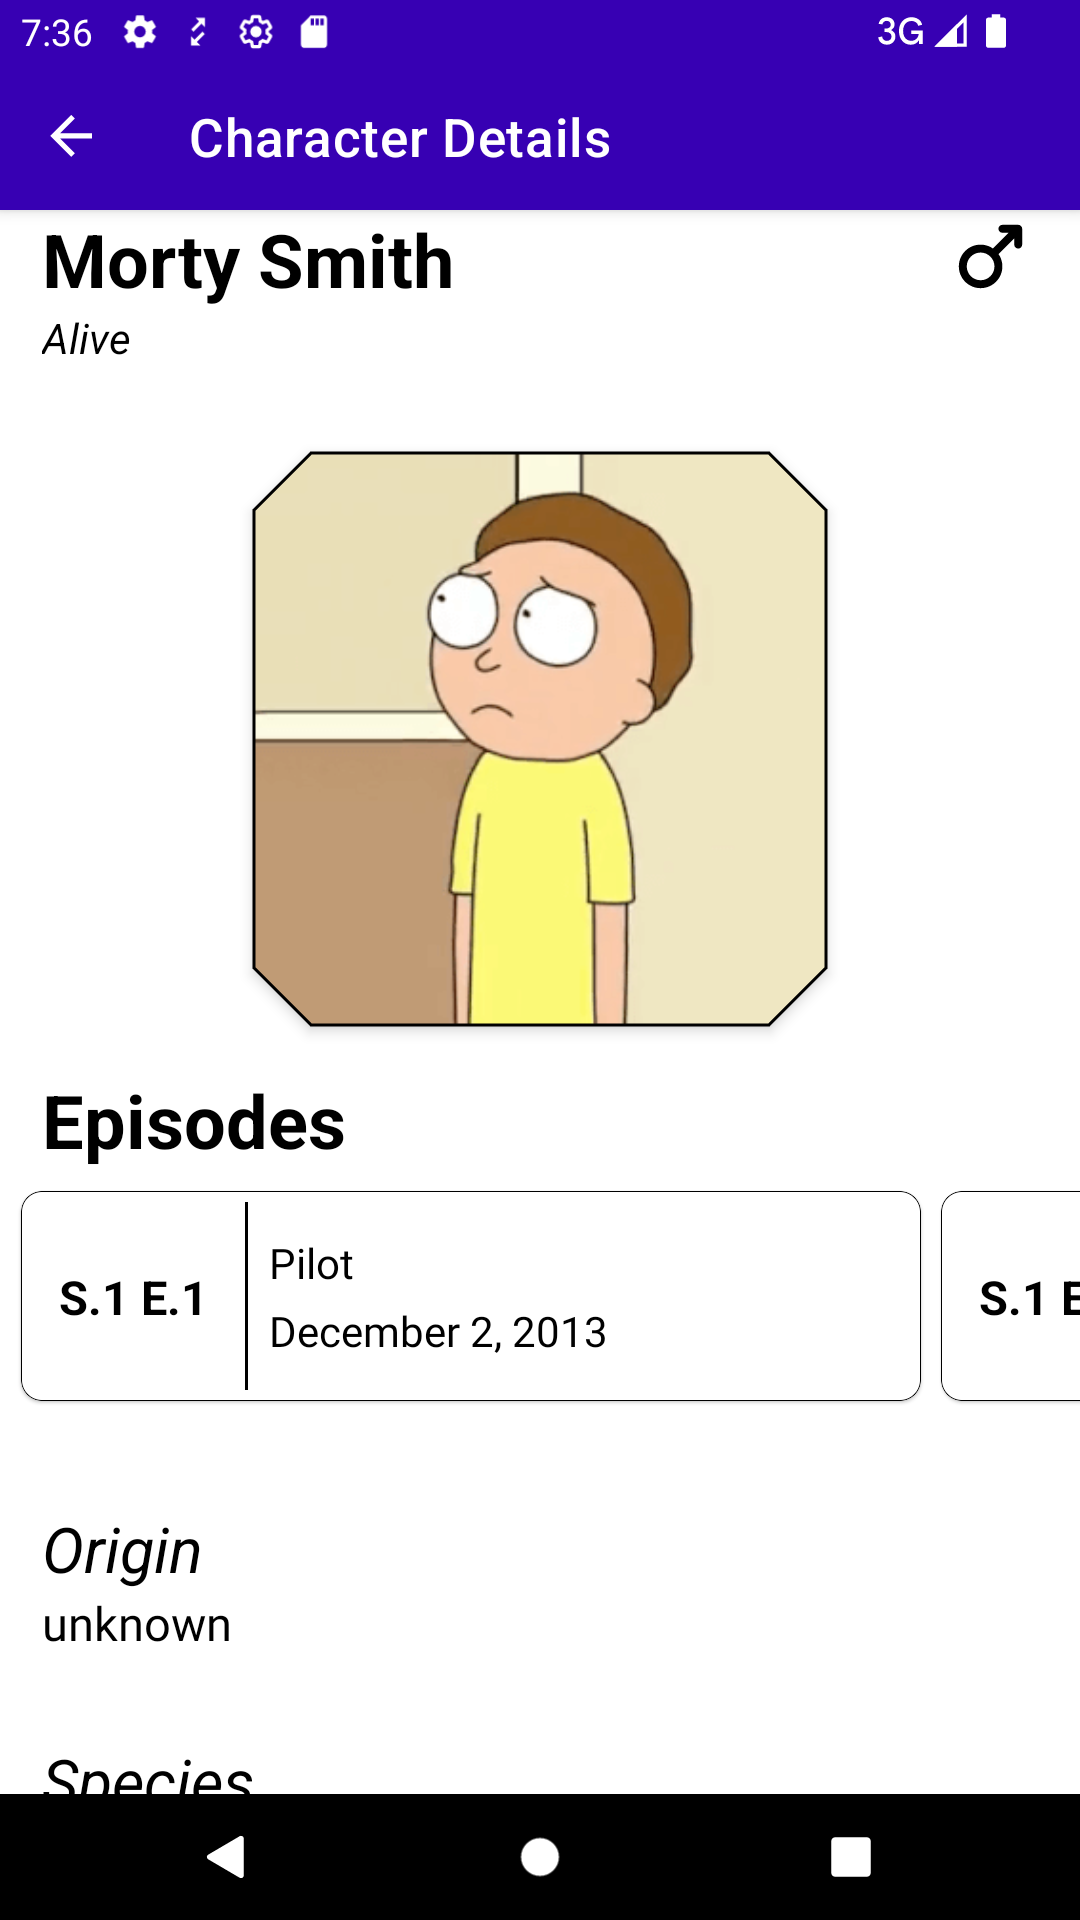 7:36
3G
Character Details
Morty Smith
Alive
Episodes
S.1 E.1
Pilot
December 2, 2013
S.1 E
Origin
unknown
Species